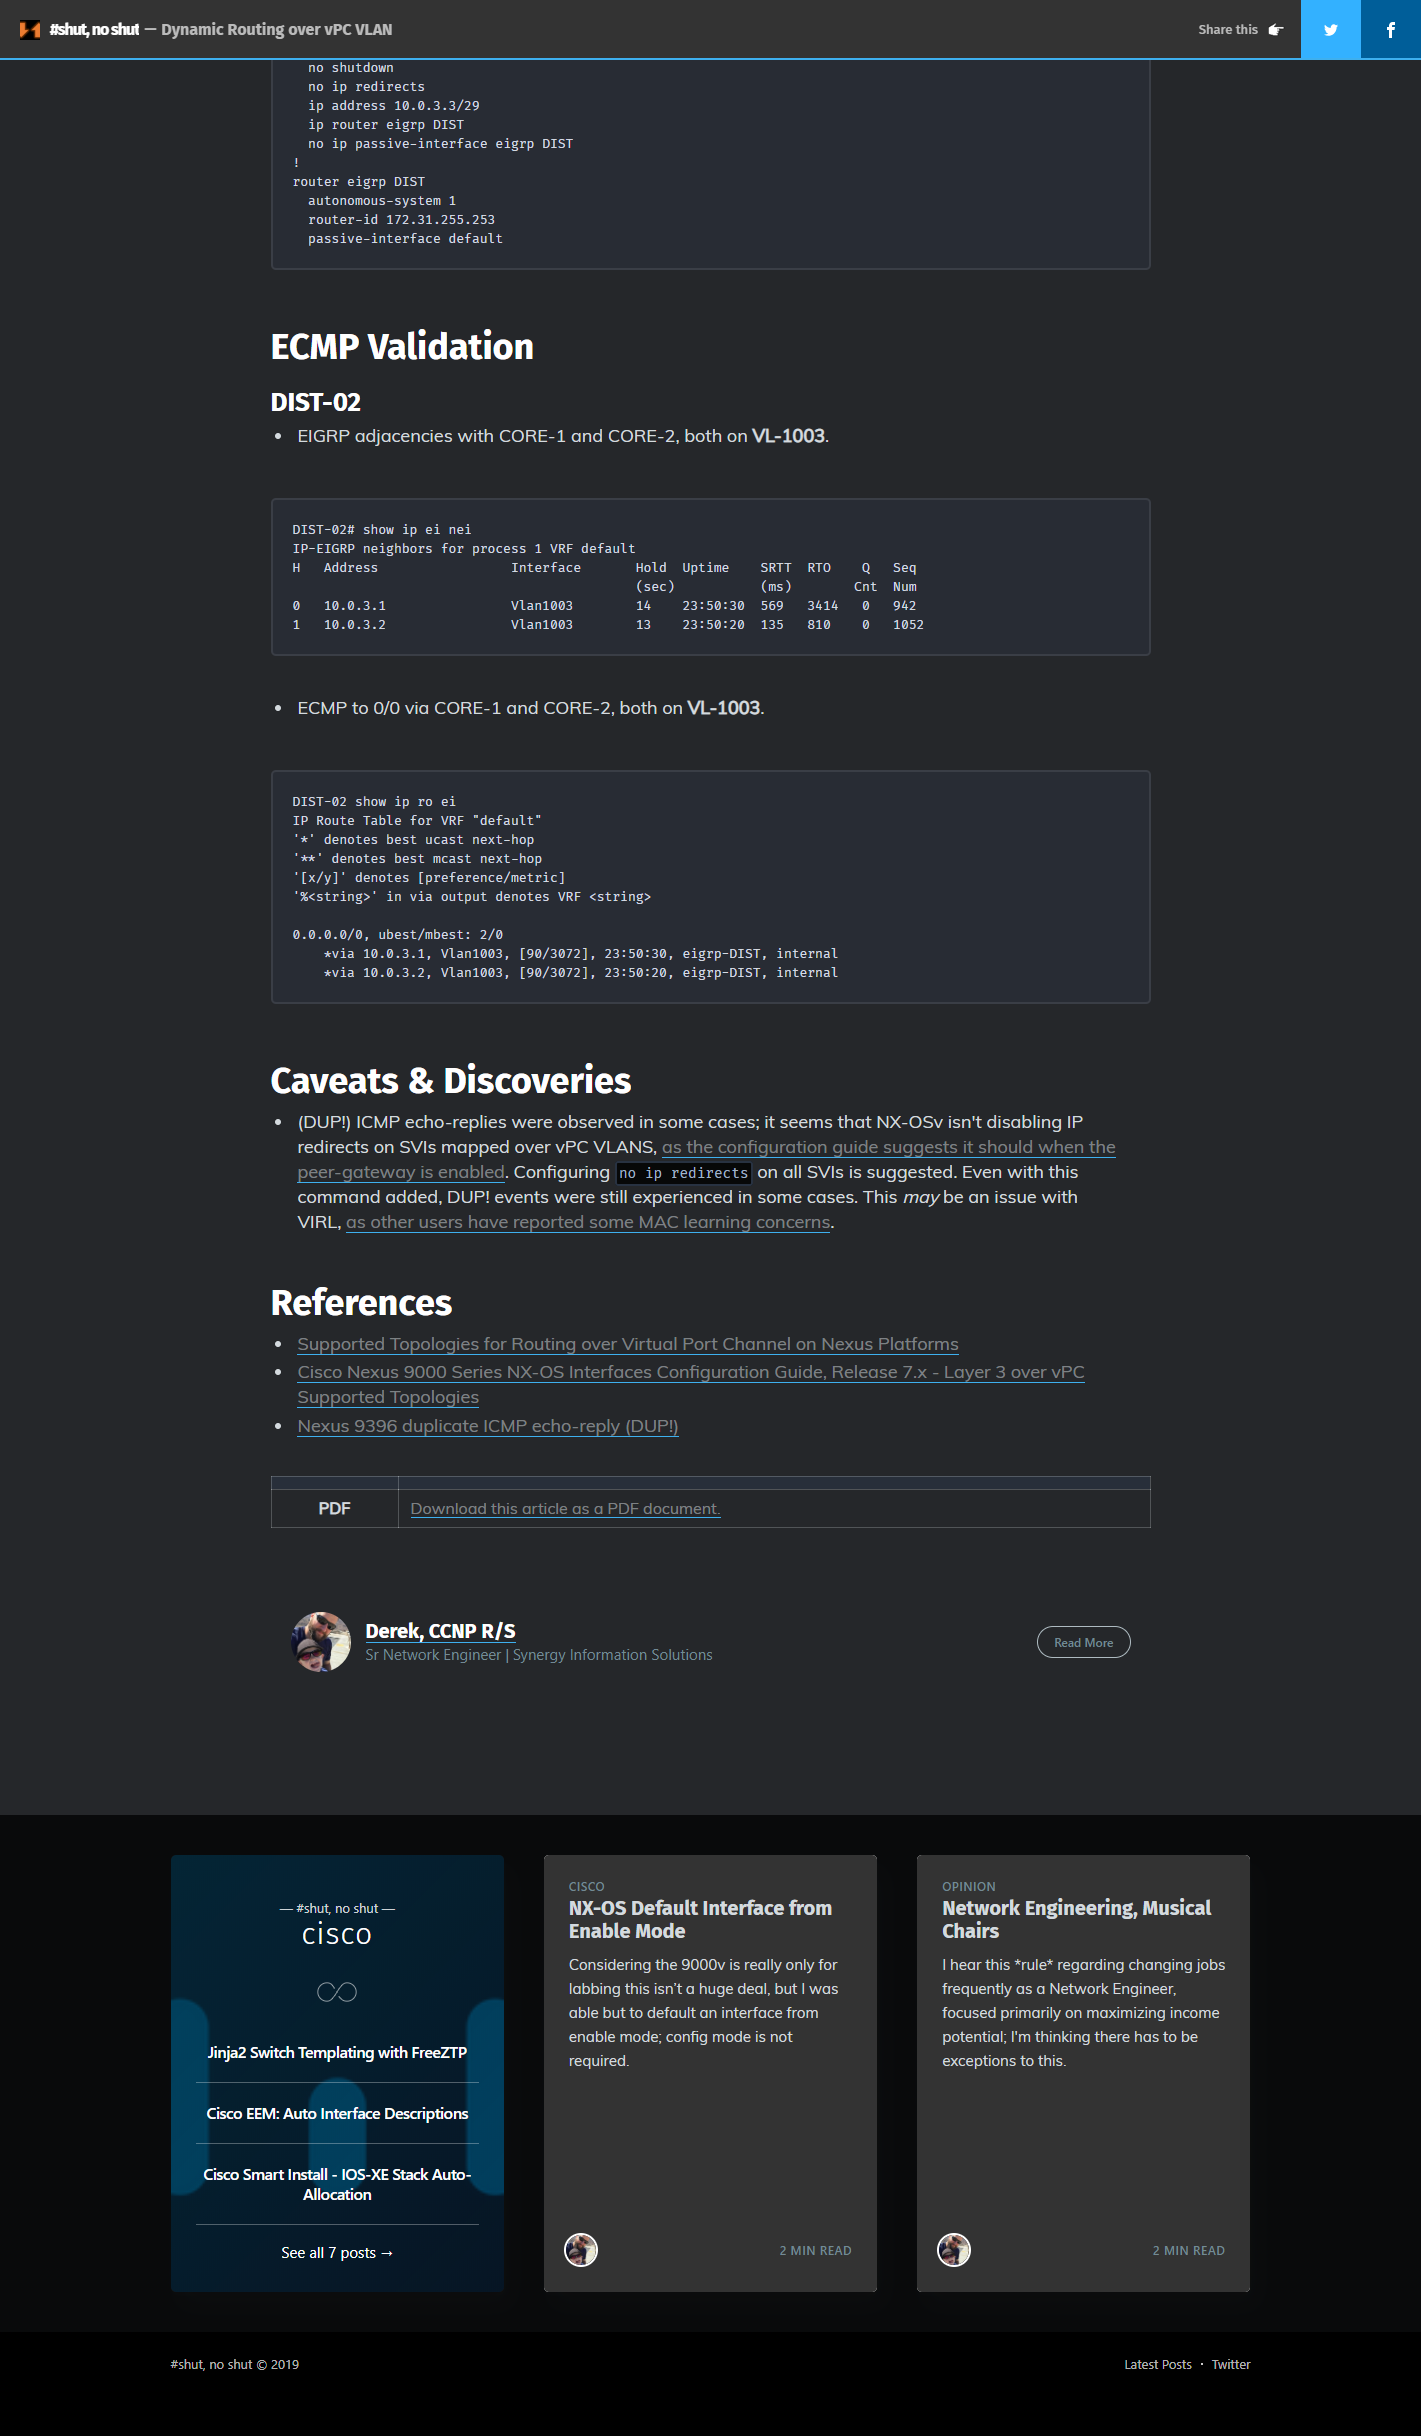 #shut, no shut — Dynamic Routing over vPC VLAN
Share this
no shutdown
no ip redirects
ip address 10.0.3.3/29
ip router eigrp DIST
no ip passive-interface eigrp DIST
!
router eigrp DIST
autonomous-system 1
router-id 172.31.255.253
passive-interface default
ECMP Validation
DIST-02
• EIGRP adjacencies with CORE-1 and CORE-2, both on VL-1003.
DIST-02# show ip ei nei
IP-EIGRP neighbors for process 1 VRF default
H   Address                 Interface       Hold  Uptime    SRTT  RTO    Q   Seq
(sec)           (ms)        Cnt  Num
0   10.0.3.1                Vlan1003        14    23:50:30  569   3414   0   942
1   10.0.3.2                Vlan1003        13    23:50:20  135   810    0   1052
• ECMP to 0/0 via CORE-1 and CORE-2, both on VL-1003.
DIST-02 show ip ro ei
IP Route Table for VRF "default"
'*' denotes best ucast next-hop
'**' denotes best mcast next-hop
'[x/y]' denotes [preference/metric]
'%<string>' in via output denotes VRF <string>
0.0.0.0/0, ubest/mbest: 2/0
*via 10.0.3.1, Vlan1003, [90/3072], 23:50:30, eigrp-DIST, internal
*via 10.0.3.2, Vlan1003, [90/3072], 23:50:20, eigrp-DIST, internal
Caveats & Discoveries
• (DUP!) ICMP echo-replies were observed in some cases; it seems that NX-OSv isn't disabling IP
redirects on SVIs mapped over vPC VLANS, as the configuration guide suggests it should when the
peer-gateway is enabled. Configuring no ip redirects on all SVIs is suggested. Even with this
command added, DUP! events were still experienced in some cases. This may be an issue with
VIRL, as other users have reported some MAC learning concerns.
References
• Supported Topologies for Routing over Virtual Port Channel on Nexus Platforms
• Cisco Nexus 9000 Series NX-OS Interfaces Configuration Guide, Release 7.x - Layer 3 over vPC
Supported Topologies
• Nexus 9396 duplicate ICMP echo-reply (DUP!)
PDF Download this article as a PDF document.
Derek, CCNP R/S
Sr Network Engineer | Synergy Information Solutions
Read More
— #shut, no shut —
cisco
Jinja2 Switch Templating with FreeZTP
Cisco EEM: Auto Interface Descriptions
Cisco Smart Install - IOS-XE Stack Auto-
Allocation
See all 7 posts →
CISCO
NX-OS Default Interface from
Enable Mode
Considering the 9000v is really only for
labbing this isn't a huge deal, but I was
able but to default an interface from
enable mode; config mode is not
required.
2 MIN READ
OPINION
Network Engineering, Musical
Chairs
I hear this *rule* regarding changing jobs
frequently as a Network Engineer,
focused primarily on maximizing income
potential; I'm thinking there has to be
exceptions to this.
2 MIN READ
#shut, no shut © 2019
Latest Posts · Twitter